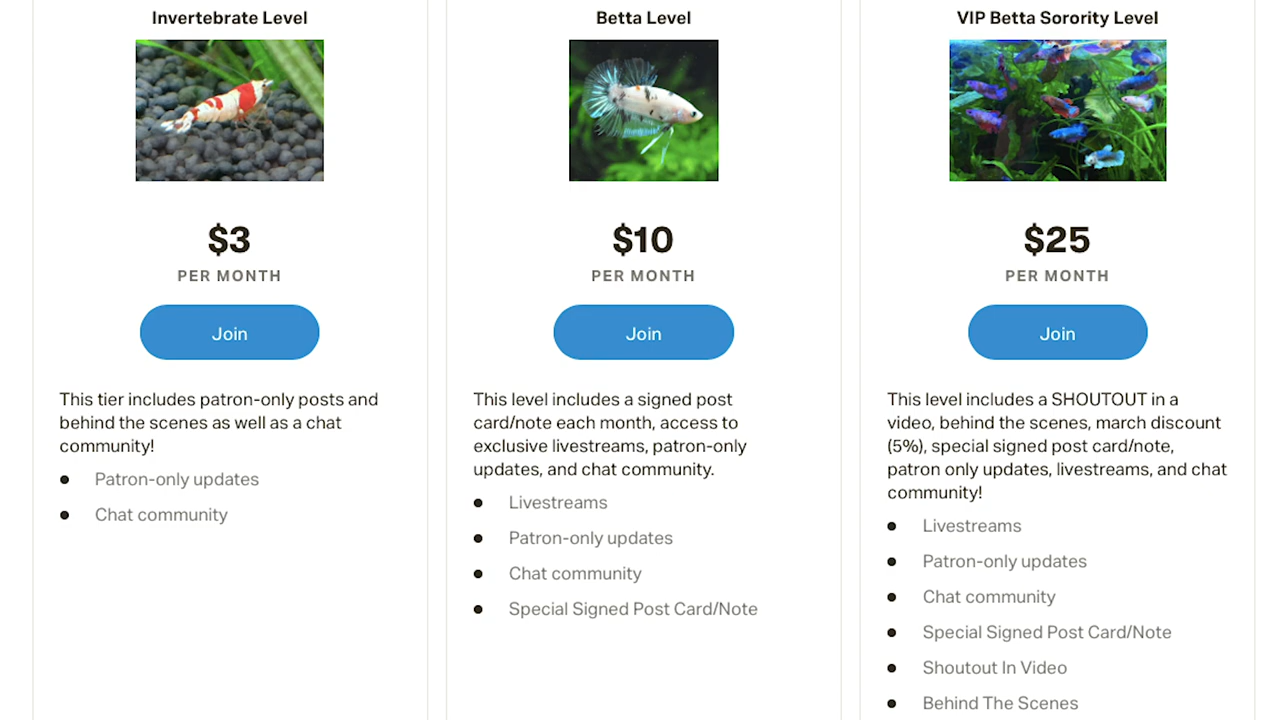 Invertebrate Level
$3
PER MONTH
Join
This tier includes patron-only posts and
behind the scenes as well as a chat
community!
Patron-only updates
Chat community
Betta Level
$10
PER MONTH
Join
This level includes a signed post
card/note each month, access to
exclusive livestreams, patron-only
updates, and chat community.
Livestreams
Patron-only updates
Chat community
Special Signed Post Card/Note
VIP Betta Sorority Level
$25
PER MONTH
Join
This level includes a SHOUTOUT in a
video, behind the scenes, march discount
(5%), special signed post card/note,
patron only updates, livestreams, and chat
community!
Livestreams
Patron-only updates
Chat community
Special Signed Post Card/Note
Shoutout In Video
Behind The Scenes